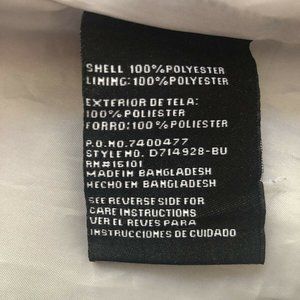 SHELL 100% POLYESTER
LINING: 100% POLYESTER
EXTERIOR DE TELA:
100% POLIESTER
FORRO: 100% POLIESTER
P.O.NO.7400477
STYLE NO. D714928-BU
RN#16101
MADE IN BANGLADESH
HECHO EN BANGLADESH
SEE REVERSE SIDE FOR
CARE INSTRUCTIONS
VER EL REVES PARA
INSTRUCCIONES DE CUIDADO